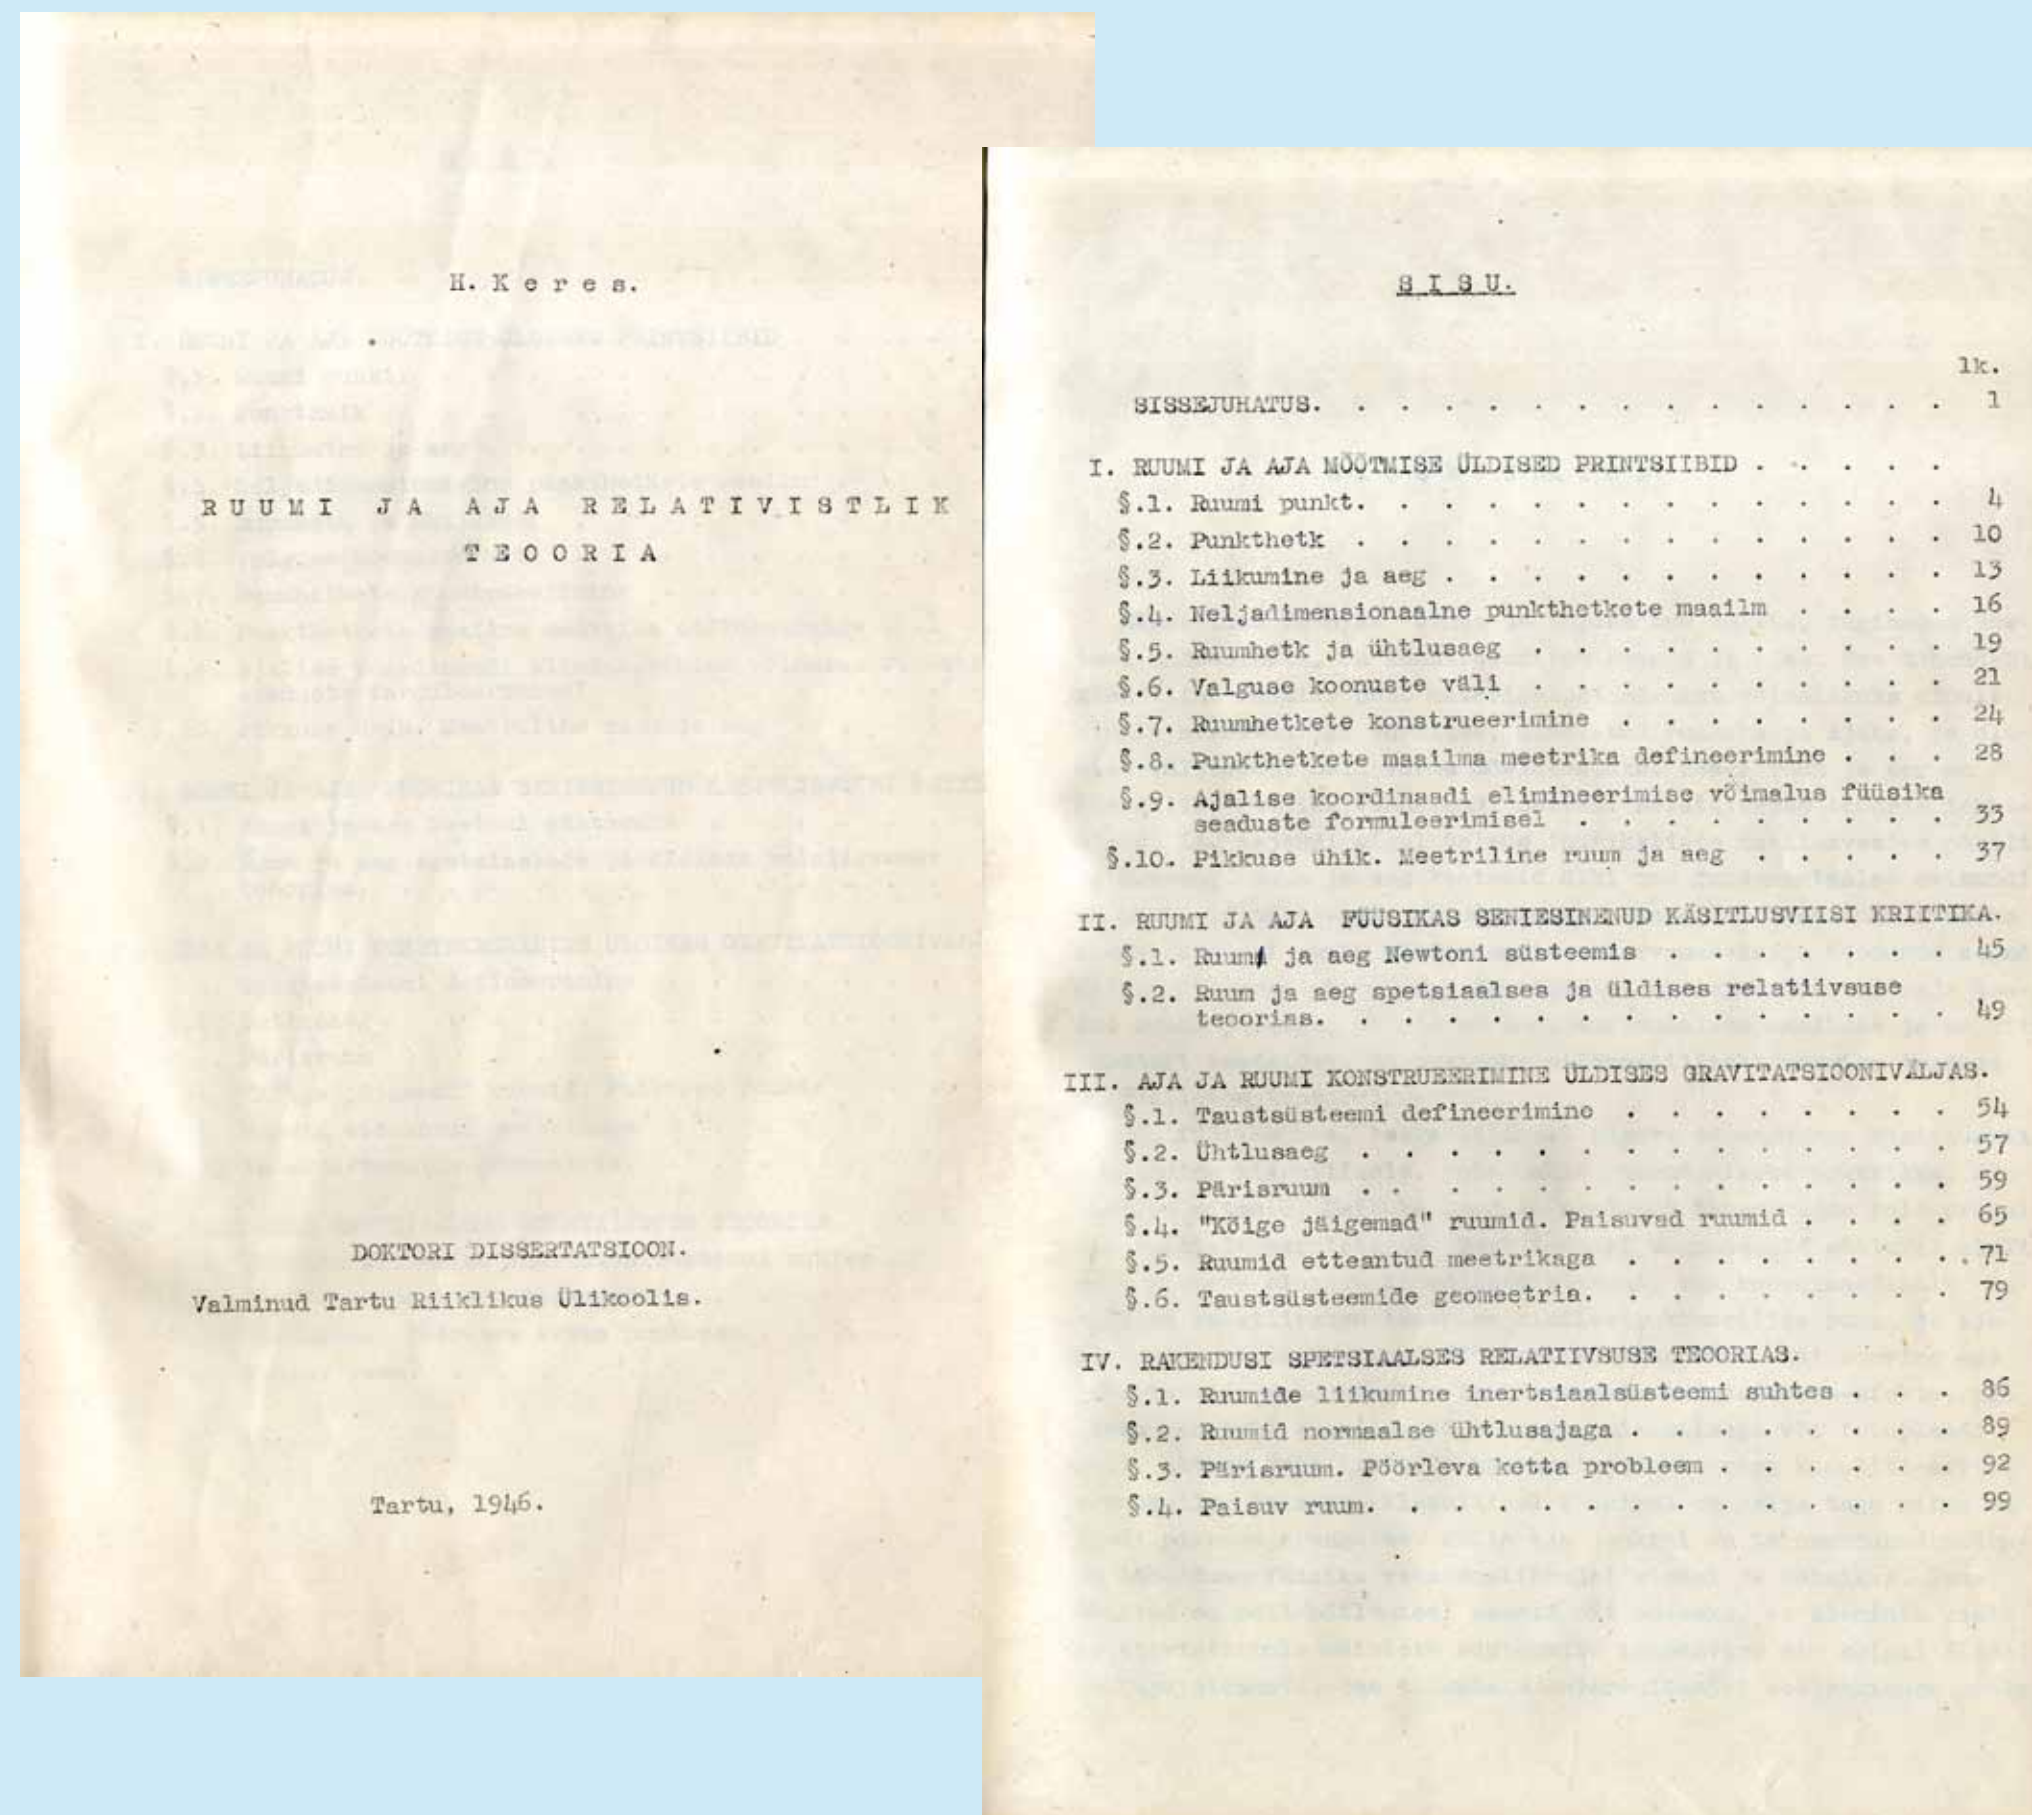 H. Keres.
RUUMI JA AJA RELATIVISTLIK
TEOORIA
DOKTORI DISSERTATSIOON.
Valminud Tartu Riiklikus Ülikoolis.
Tartu, 1946.
SISU.
lk.
SISSEJUHATUS. . . . . . . . . . . . . . . . 1
I. RUUMI JA AJA MÕÕTMISE ÜLDISED PRINTSIIBID . . . . .
§.1. Ruumi punkt. . . . . . . . . . . . . . . 4
§.2. Punkthetk . . . . . . . . . . . . . . 10
§.3. Liikumine ja aeg . . . . . . . . . . . . 13
§.4. Neljadimensionaalne punkthetkete maailm . . . . 16
§.5. Ruumhetk ja ühtlusaeg . . . . . . . . . . 19
§.6. Valguse koonuste väli . . . . . . . . . . 21
§.7. Ruumhetkete konstrueerimine . . . . . . . . 24
§.8. Punkthetkete maailma meetrika defineerimine . . . 28
§.9. Ajalise koordinaadi elimineerimise võimalus füüsika
seaduste formuleerimisel . . . . . . . . . 33
§.10. Pikkuse ühik. Meetriline ruum ja aeg . . . . . 37
II. RUUMI JA AJA FÜÜSIKAS SENIESINENUD KÄSITLUSVIISI KRIITIKA.
§.1. Ruum ja aeg Newtoni süsteemis . . . . . . . 45
§.2. Ruum ja aeg spetsiaalses ja üldises relatiivsuse
teoorias. . . . . . . . . . . . . . . . 49
III. AJA JA RUUMI KONSTRUEERIMINE ÜLDISES GRAVITATSIOONIVÄLJAS.
§.1. Taustsüsteemi defineerimine . . . . . . . . 54
§.2. Ühtlusaeg . . . . . . . . . . . . . . 57
§.3. Pärisruum . . . . . . . . . . . . . . 59
§.4. "Kõige jäigemad" ruumid. Paisuvad ruumid . . . . 65
§.5. Ruumid etteantud meetrikaga . . . . . . . . . 71
§.6. Taustsüsteemide geomeetria. . . . . . . . . 79
IV. RAKENDUSI SPETSIAALSES RELATIIVSUSE TEOORIAS.
§.1. Ruumide liikumine inertsiaalsüsteemi suhtes . . . 86
§.2. Ruumid normaalse ühtlusajaga . . . . . . . . 89
§.3. Pärisruum. Pöörleva ketta probleem . . . . . . 92
§.4. Paisuv ruum. . . . . . . . . . . . . . 99